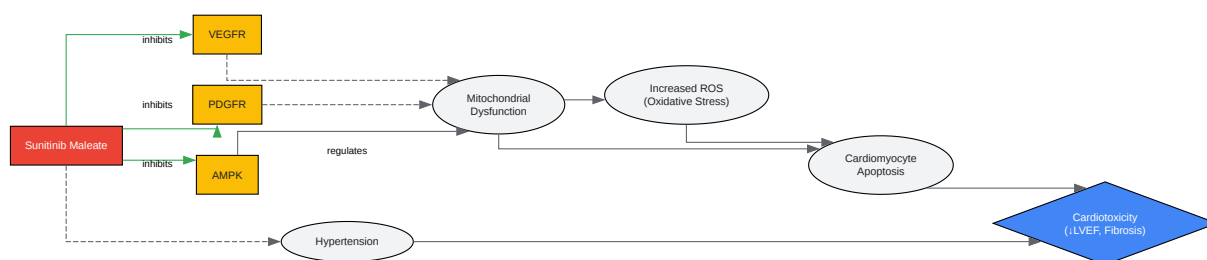 VEGFR
inhibits
PDGFR
inhibits
Sunitinib Maleate
inhibits
AMPK
Mitochondrial
Dysfunction
regulates
Increased ROS
(Oxidative Stress)
Cardiomyocyte
Apoptosis
Hypertension
Cardiotoxicity
(↓LVEF, Fibrosis)